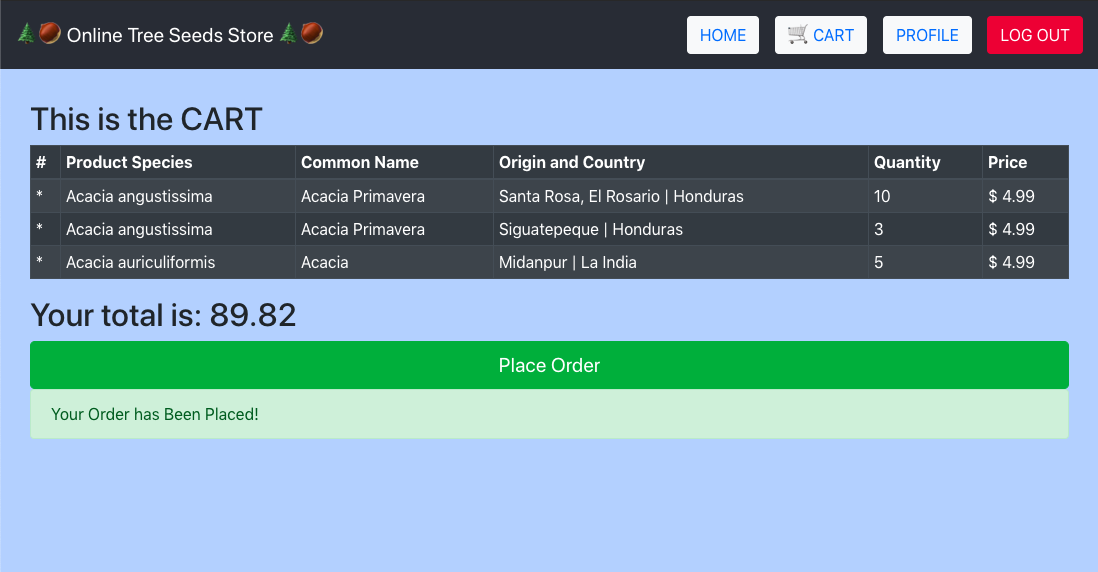 🌲🌰 Online Tree Seeds Store 🌲🌰 HOME 🛒 CART PROFILE LOG OUT
This is the CART
# Product Species Common Name Origin and Country Quantity Price
* Acacia angustissima Acacia Primavera Santa Rosa, El Rosario | Honduras 10 $ 4.99
* Acacia angustissima Acacia Primavera Siguatepeque | Honduras 3 $ 4.99
* Acacia auriculiformis Acacia Midanpur | La India 5 $ 4.99
Your total is: 89.82
Place Order
Your Order has Been Placed!